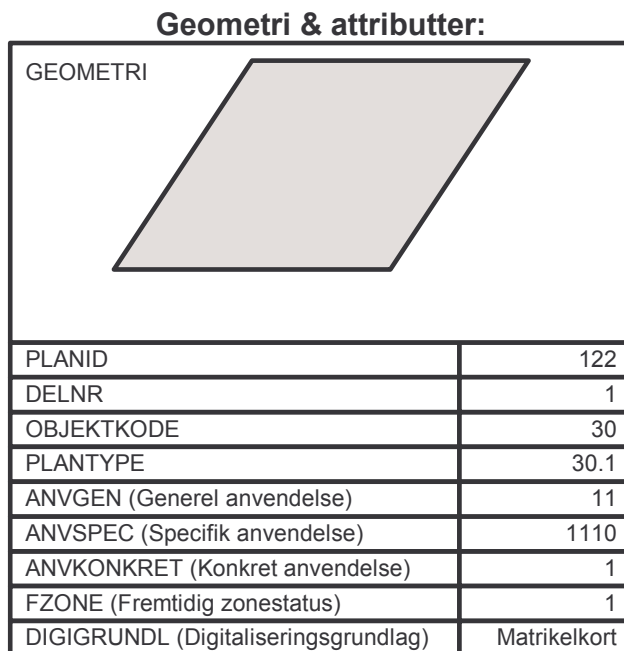 Geometri & attributter:
GEOMETRI
PLANID 122
DELNR 1
OBJEKTKODE 30
PLANTYPE 30.1
ANVGEN (Generel anvendelse) 11
ANVSPEC (Specifik anvendelse) 1110
ANVKONKRET (Konkret anvendelse) 1
FZONE (Fremtidig zonestatus) 1
DIGIGRUNDL (Digitaliseringsgrundlag) Matrikelkort